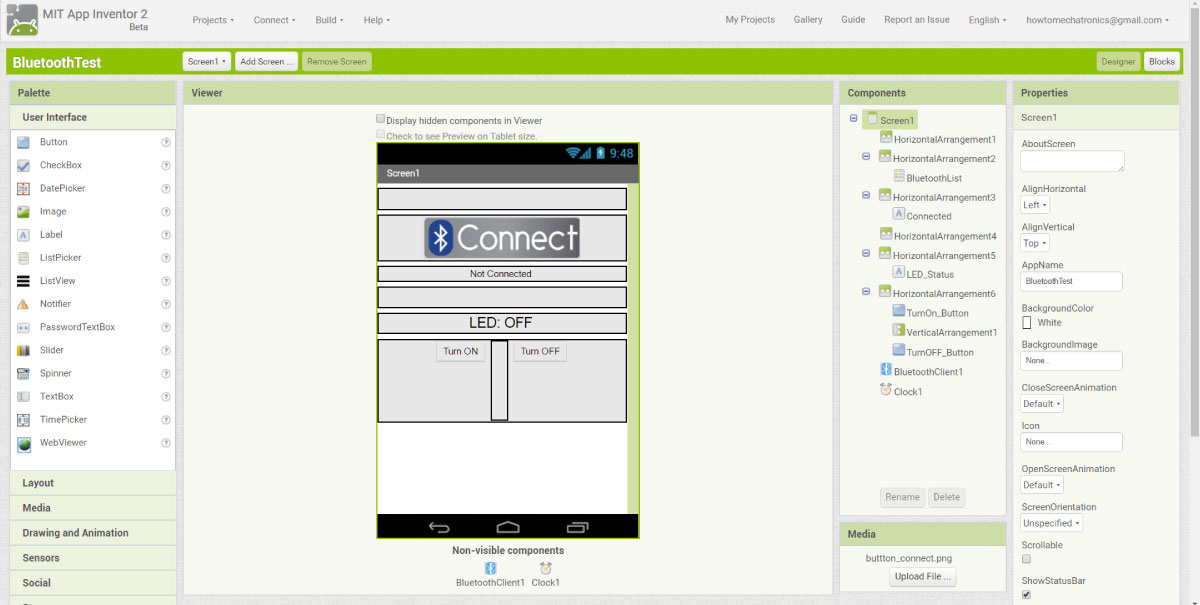 MIT App Inventor 2
Beta
Projects Connect Build Help
My Projects Gallery Guide Report an Issue English howtomechatronics@gmail.com
BluetoothTest
Screen1 Add Screen ... Remove Screen
Designer Blocks
Palette
User Interface
Button
CheckBox
DatePicker
Image
Label
ListPicker
ListView
Notifier
PasswordTextBox
Slider
Spinner
TextBox
TimePicker
WebViewer
Layout
Media
Drawing and Animation
Sensors
Social
Viewer
Display hidden components in Viewer
Check to see Preview on Tablet size.
9:48
Screen1
Connect
Not Connected
LED: OFF
Turn ON Turn OFF
Non-visible components
BluetoothClient1 Clock1
Components
Screen1
HorizontalArrangement1
HorizontalArrangement2
BluetoothList
HorizontalArrangement3
Connected
HorizontalArrangement4
HorizontalArrangement5
LED_Status
HorizontalArrangement6
TurnOn_Button
VerticalArrangement1
TurnOFF_Button
BluetoothClient1
Clock1
Rename Delete
Media
buttton_connect.png
Upload File ...
Properties
Screen1
AboutScreen
AlignHorizontal
Left
AlignVertical
Top
AppName
BluetoothTest
BackgroundColor
White
BackgroundImage
None...
CloseScreenAnimation
Default
Icon
None...
OpenScreenAnimation
Default
ScreenOrientation
Unspecified
Scrollable
ShowStatusBar